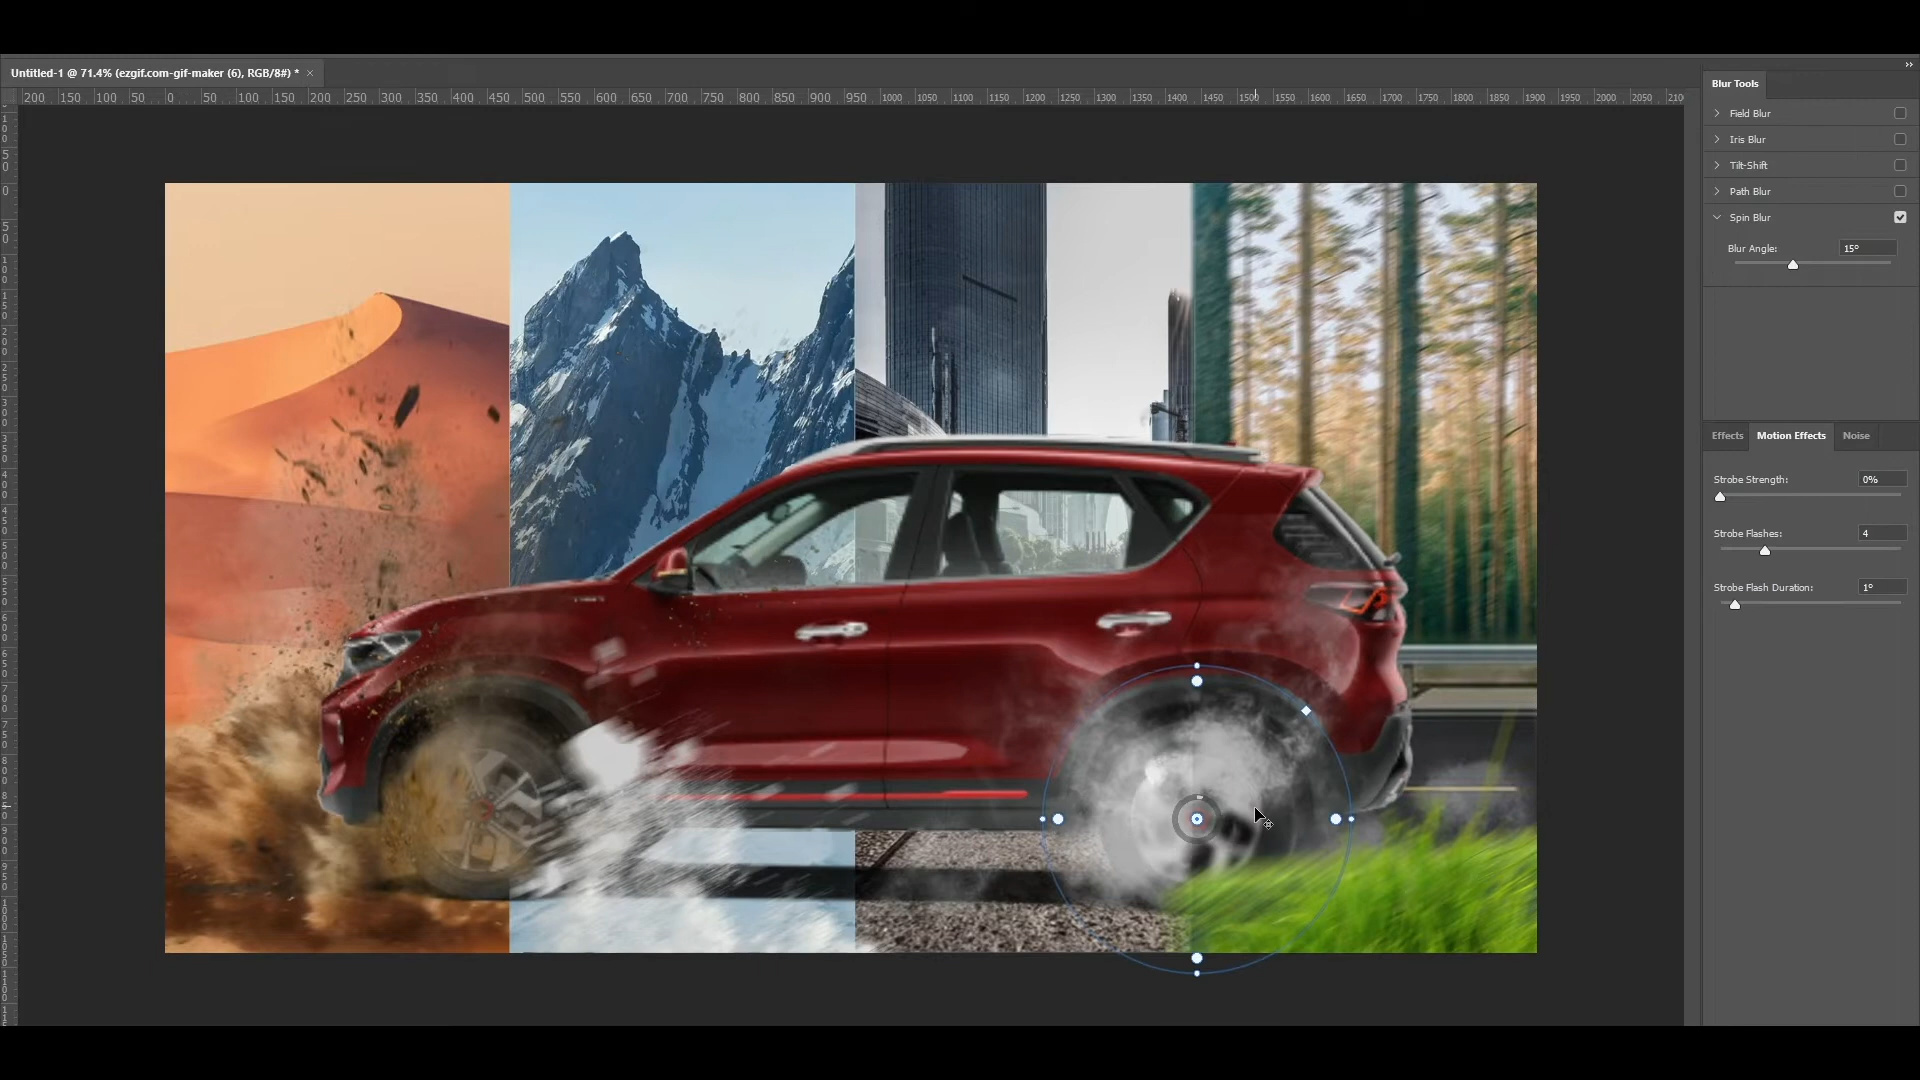 Untitled-1 @ 71.4% (ezgif.com-gif-maker (6), RGB/8#) * ×
200 150 100 50 0 50 100 150 200 250 300 350 400 450 500 550 600 650 700 750 800 850 900 950 1000 1050 1100 1150 1200 1250 1300 1350 1400 1450 1500 1550 1600 1650 1700 1750 1800 1850 1900 1950 2000 2050 210
Blur Tools
Field Blur
Iris Blur
Tilt-Shift
Path Blur
Spin Blur
Blur Angle: 15°
Effects Motion Effects Noise
Strobe Strength: 0%
Strobe Flashes: 4
Strobe Flash Duration: 1°